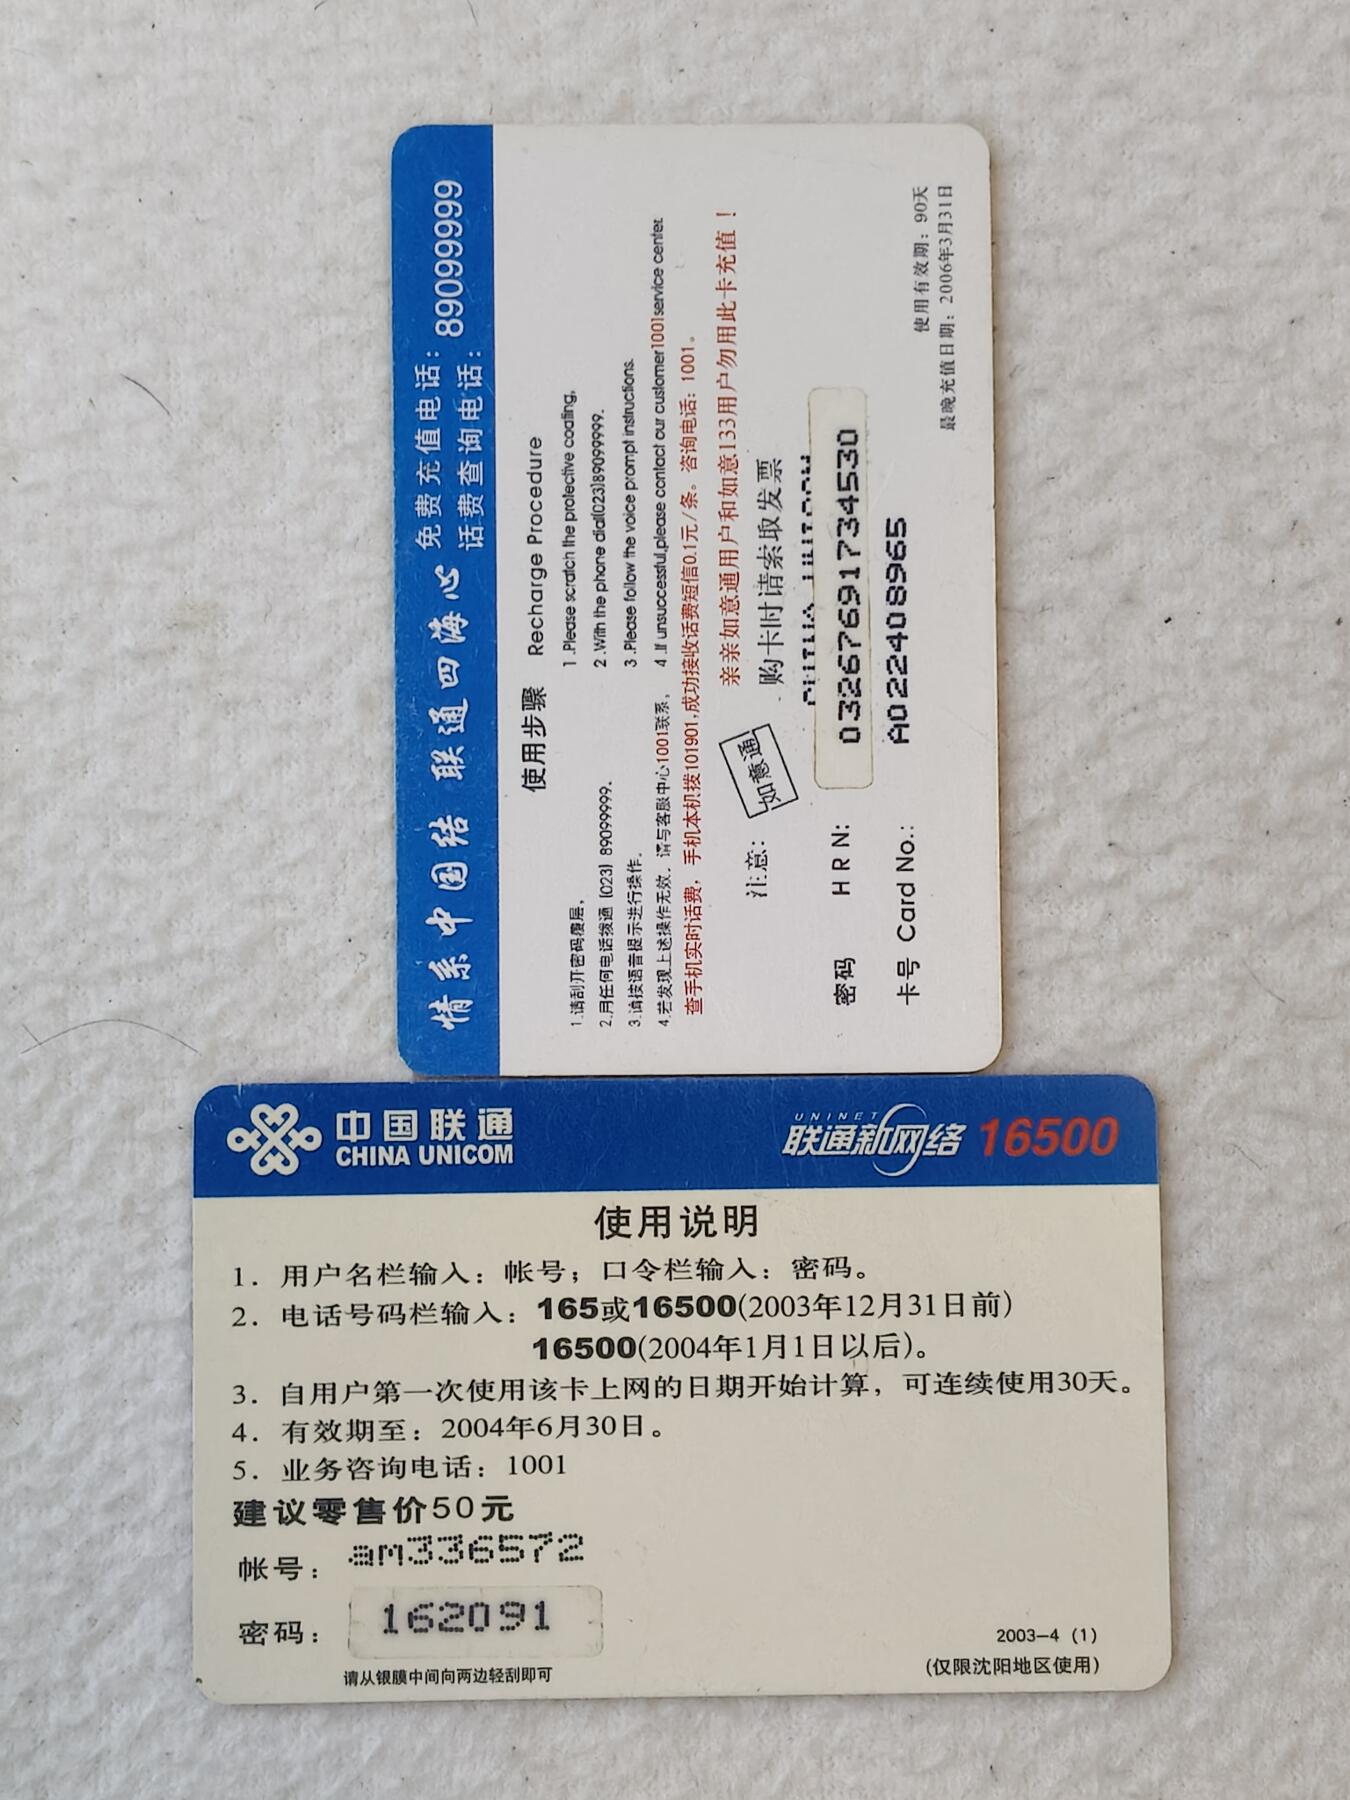 情系中国结 联通四海心
免费充值电话：
话费查询电话：
89099999
使用步骤 Recharge Procedure
1.请刮开密码覆层，
2.用任何电话拨通 (023) 89099999.
3.请按语音提示进行操作.
4.若发现上述操作无效，请与客服中心1001联系，
1 .Please scratch the protective coating,
2 .With the phone dial(023)89099999.
3 .Please follow the voice prompt instructions.
4 .If unsuccessful,please contact our customer1001service center.
查手机实时话费，手机本机拨101901,成功接收话费短信0.1元/条。咨询电话：1001。
注意：
如意通
亲亲如意通用户和如意133用户勿用此卡充值！
购卡时请索取发票
密码 HRN: 0326769173453​0
卡号 Card No.: A022408965
使用有效期：90天
最晚充值日期：2006年3月31日
中国联通
CHINA UNICOM
UNINET
联通新网络 16500
使用说明
1. 用户名栏输入：帐号；口令栏输入：密码。
2. 电话号码栏输入：165或16500(2003年12月31日前)
16500(2004年1月1日以后)。
3. 自用户第一次使用该卡上网的日期开始计算，可连续使用30天。
4. 有效期至：2004年6月30日。
5. 业务咨询电话：1001
建议零售价50元
帐号：am336572
密码：162091
请从银膜中间向两边轻刮即可
2003-4 (1)
(仅限沈阳地区使用)